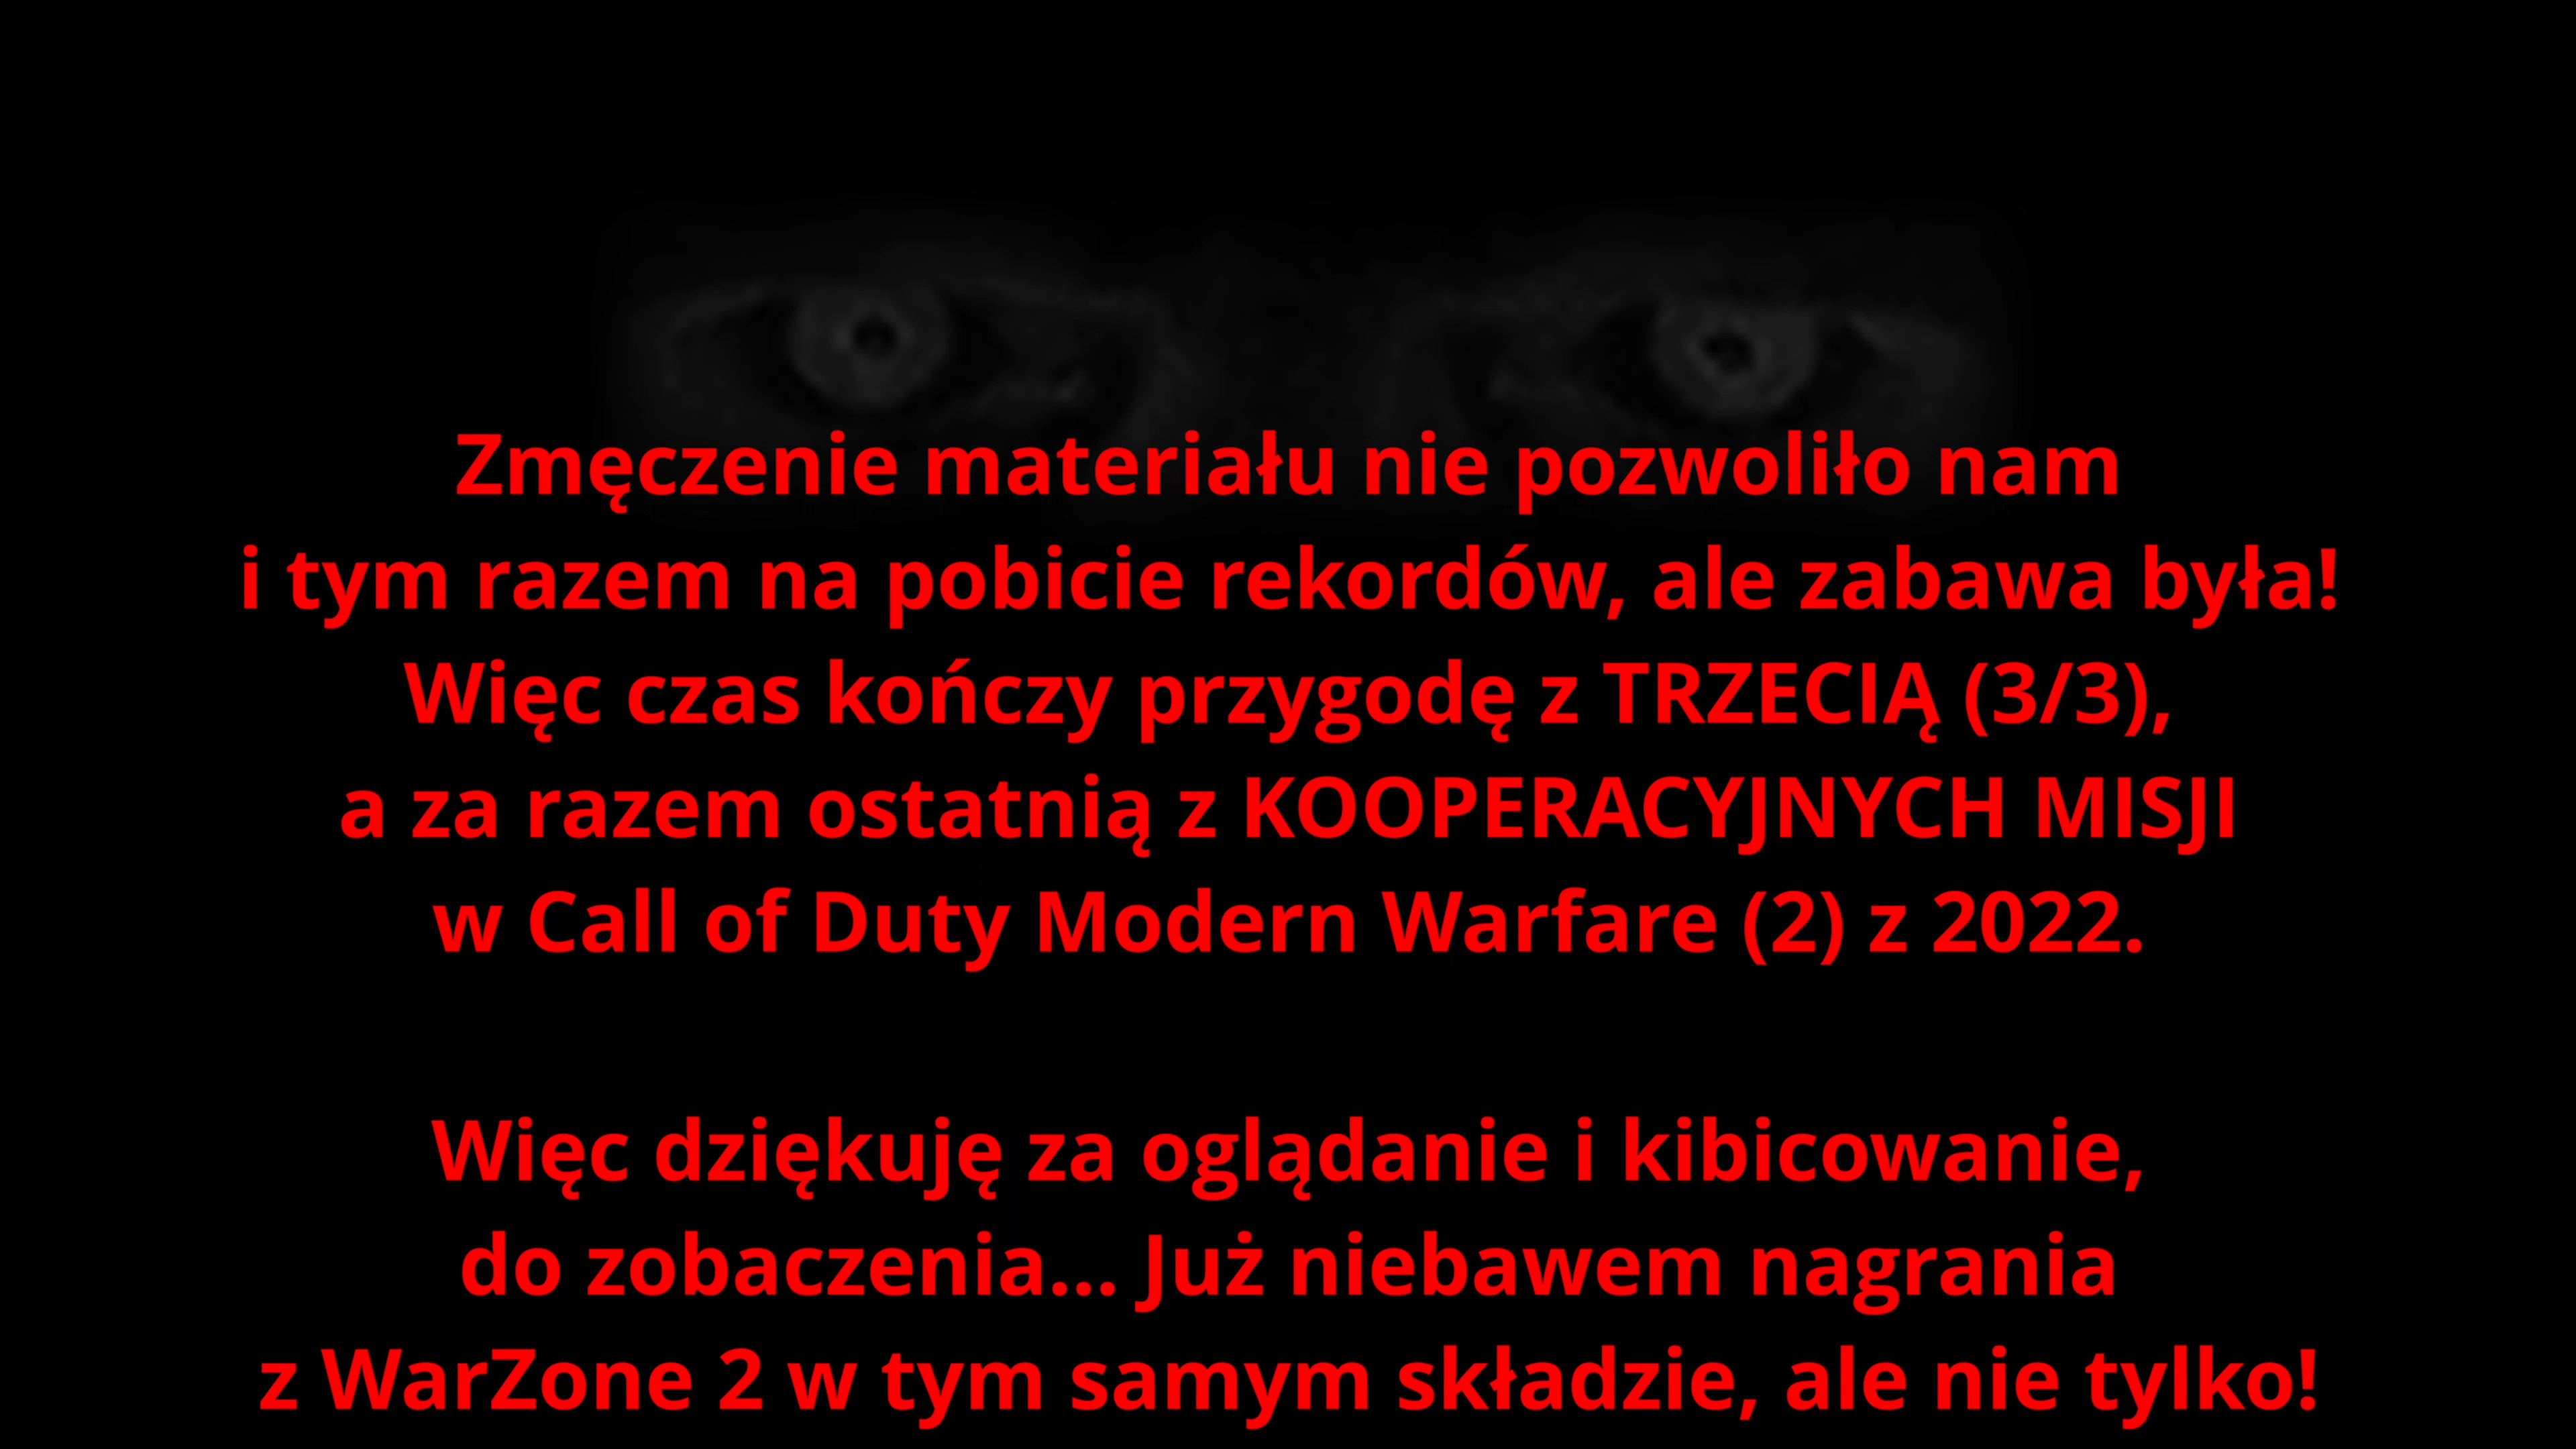 Zmęczenie materiału nie pozwoliło nam
i tym razem na pobicie rekordów, ale zabawa była!
Więc czas kończy przygodę z TRZECIĄ (3/3),
a za razem ostatnią z KOOPERACYJNYCH MISJI
w Call of Duty Modern Warfare (2) z 2022.
Więc dziękuję za oglądanie i kibicowanie,
do zobaczenia... Już niebawem nagrania
z WarZone 2 w tym samym składzie, ale nie tylko!